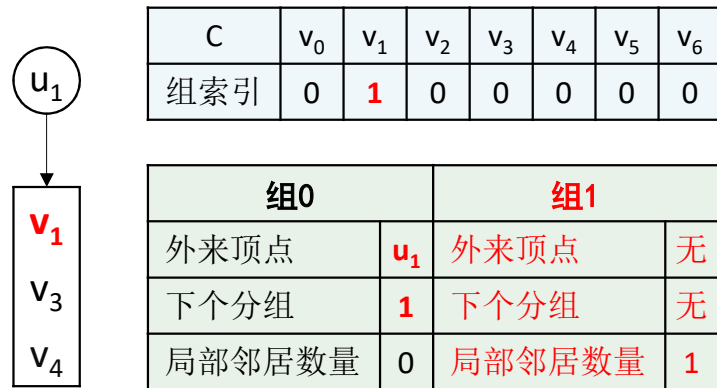 u₁
v₁
v₃
v₄
C v₀ v₁ v₂ v₃ v₄ v₅ v₆
组索引 0 1 0 0 0 0 0
组0 组1
外来顶点 u₁ 外来顶点 无
下个分组 1 下个分组 无
局部邻居数量 0 局部邻居数量 1